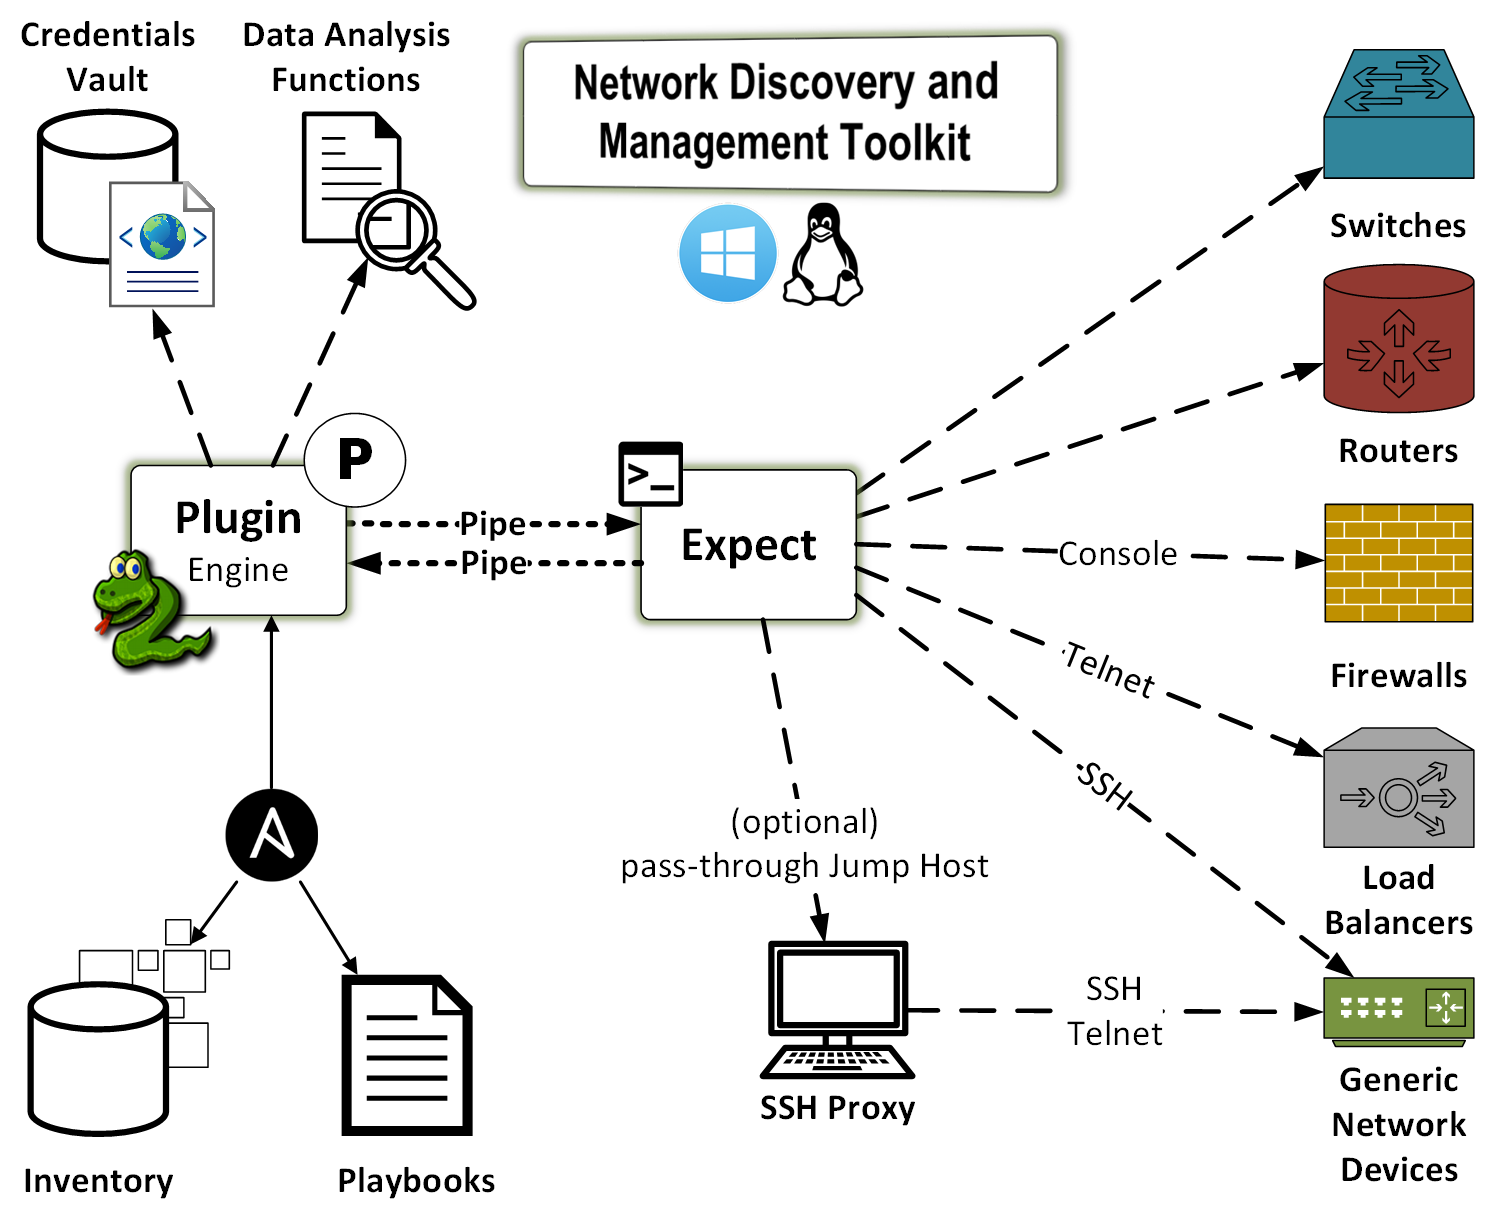 Credentials
Vault
Data Analysis
Functions
Network Discovery and
Management Toolkit
Switches
Routers
P
Plugin
Engine
Pipe
Pipe
>_
Expect
Console
Firewalls
Telnet
SSH
Load
Balancers
(optional)
pass-through Jump Host
A
< >
SSH
Telnet
SSH Proxy
Generic
Network
Devices
Inventory
Playbooks